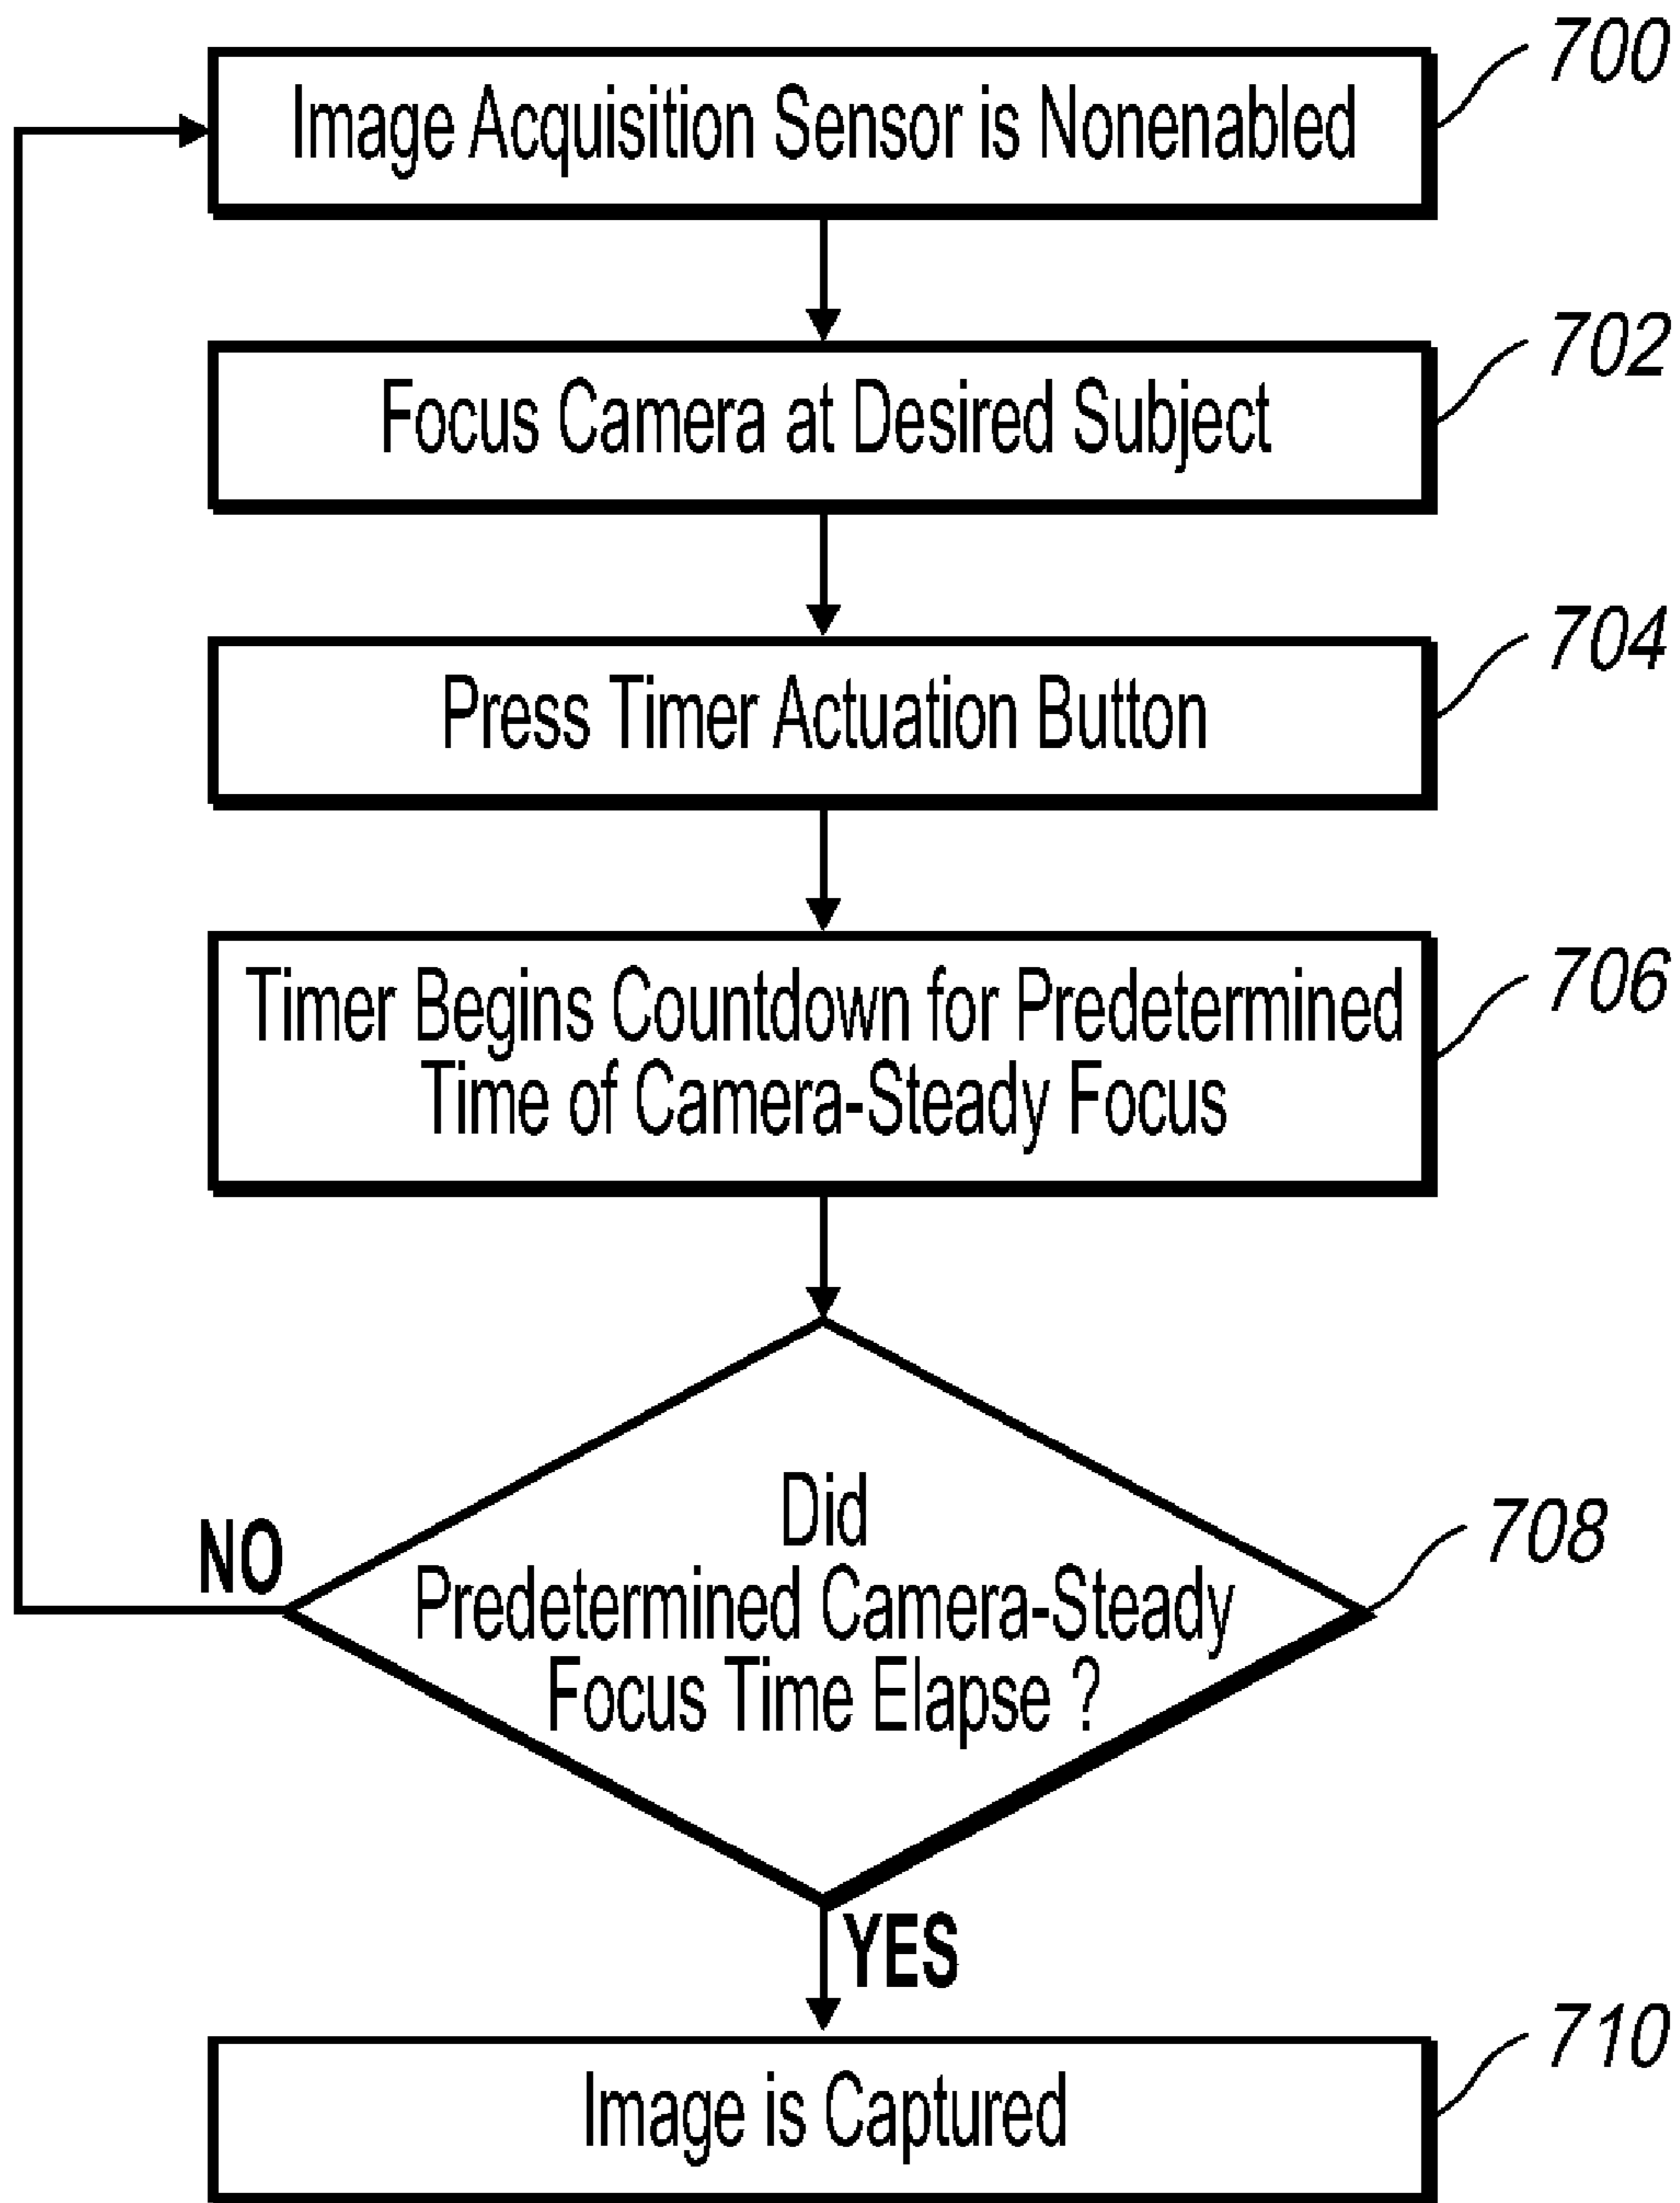 700
Image Acquisition Sensor is Nonenabled
702
Focus Camera at Desired Subject
704
Press Timer Actuation Button
706
Timer Begins Countdown for Predetermined
Time of Camera-Steady Focus
Did
708
NO
Predetermined Camera-Steady
Focus Time Elapse ?
YES
710
Image is Captured